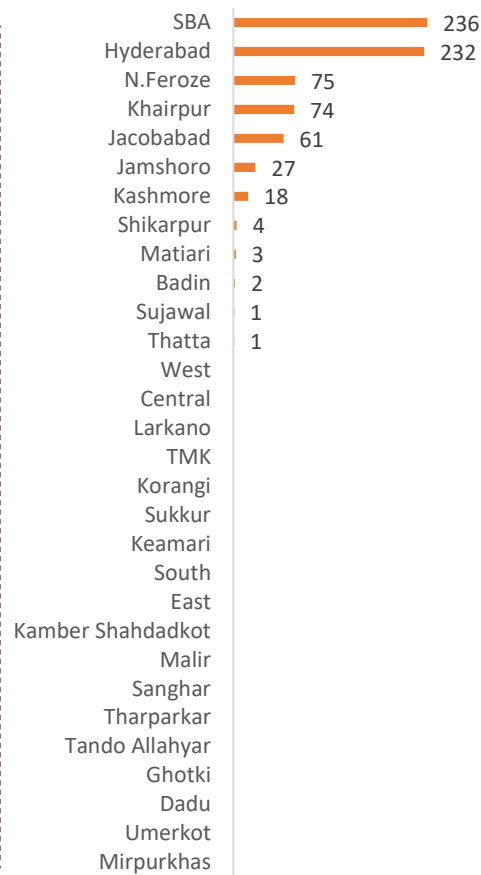 SBA 236
Hyderabad 232
N.Feroze 75
Khairpur 74
Jacobabad 61
Jamshoro 27
Kashmore 18
Shikarpur 4
Matiari 3
Badin 2
Sujawal 1
Thatta 1
West
Central
Larkano
TMK
Korangi
Sukkur
Keamari
South
East
Kamber Shahdadkot
Malir
Sanghar
Tharparkar
Tando Allahyar
Ghotki
Dadu
Umerkot
Mirpurkhas